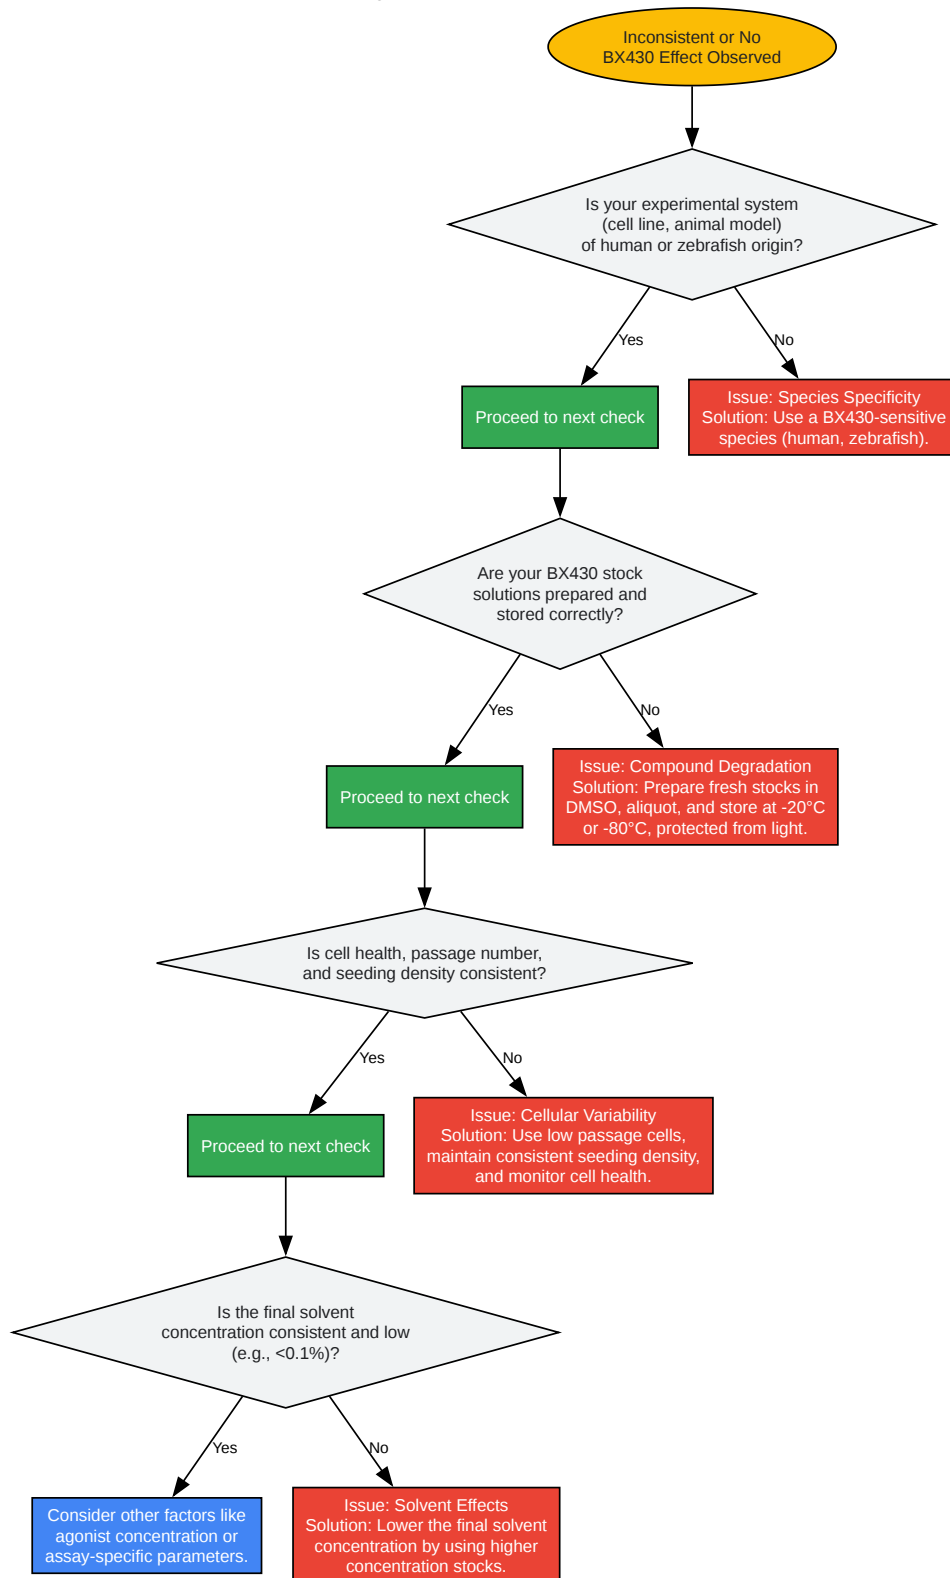 Inconsistent or No
BX430 Effect Observed
Is your experimental system
(cell line, animal model)
of human or zebrafish origin?
Yes
No
Proceed to next check
Issue: Species Specificity
Solution: Use a BX430-sensitive
species (human, zebrafish).
Are your BX430 stock
solutions prepared and
stored correctly?
Yes
No
Proceed to next check
Issue: Compound Degradation
Solution: Prepare fresh stocks in
DMSO, aliquot, and store at -20°C
or -80°C, protected from light.
Is cell health, passage number,
and seeding density consistent?
Yes
No
Proceed to next check
Issue: Cellular Variability
Solution: Use low passage cells,
maintain consistent seeding density,
and monitor cell health.
Is the final solvent
concentration consistent and low
(e.g., <0.1%)?
Yes
No
Consider other factors like
agonist concentration or
assay-specific parameters.
Issue: Solvent Effects
Solution: Lower the final solvent
concentration by using higher
concentration stocks.